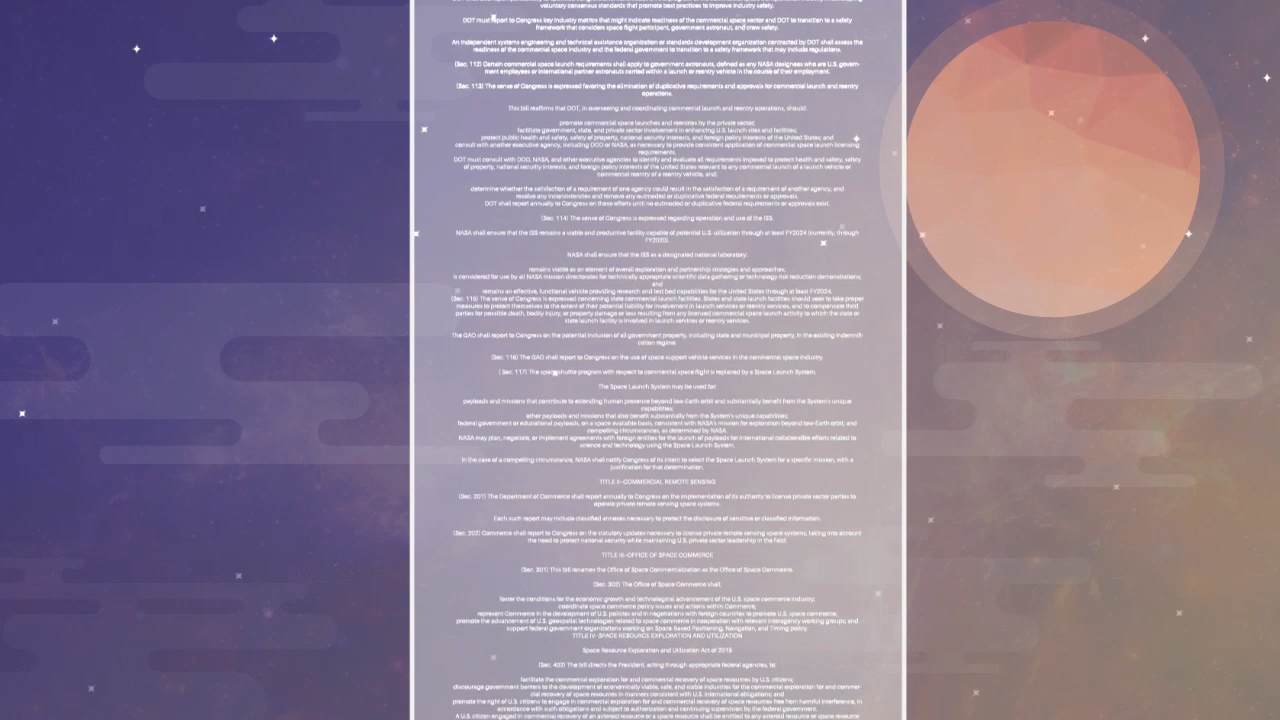 voluntary consensus standards that promote best practices to improve industry safety.
DOT must report to Congress key industry metrics that might indicate readiness of the commercial space sector and DOT to transition to a safety
framework that considers space flight participant, government astronaut, and crew safety.
An independent systems engineering and technical assistance organization or standards development organization contracted by DOT shall assess the
readiness of the commercial space industry and the federal government to transition to a safety framework that may include regulations.
(Sec. 112) Certain commercial space launch requirements shall apply to government astronauts, defined as any NASA designees who are U.S. govern-
ment employees or international partner astronauts carried within a launch or reentry vehicle in the course of their employment.
(Sec. 113) The sense of Congress is expressed favoring the elimination of duplicative requirements and approvals for commercial launch and reentry
operations.
This bill reaffirms that DOT, in overseeing and coordinating commercial launch and reentry operations, should:
promote commercial space launches and reentries by the private sector;
facilitate government, state, and private sector involvement in enhancing U.S. launch sites and facilities;
protect public health and safety, safety of property, national security interests, and foreign policy interests of the United States; and
consult with another executive agency, including DOD or NASA, as necessary to provide consistent application of commercial space launch licensing
requirements.
DOT must consult with DOD, NASA, and other executive agencies to identify and evaluate all requirements imposed to protect health and safety, safety
of property, national security interests, and foreign policy interests of the United States relevant to any commercial launch of a launch vehicle or
commercial reentry of a reentry vehicle, and:
determine whether the satisfaction of a requirement of one agency could result in the satisfaction of a requirement of another agency, and
resolve any inconsistencies and remove any outmoded or duplicative federal requirements or approvals.
DOT shall report annually to Congress on these efforts until no outmoded or duplicative federal requirements or approvals exist.
(Sec. 114) The sense of Congress is expressed regarding operation and use of the ISS.
NASA shall ensure that the ISS remains a viable and productive facility capable of potential U.S. utilization through at least FY2024 (currently, through
FY2020).
NASA shall ensure that the ISS as a designated national laboratory:
remains viable as an element of overall exploration and partnership strategies and approaches;
is considered for use by all NASA mission directorates for technically appropriate scientific data gathering or technology risk reduction demonstrations;
and
remains an effective, functional vehicle providing research and test bed capabilities for the United States through at least FY2024.
(Sec. 115) The sense of Congress is expressed concerning state commercial launch facilities. States and state launch facilities should seek to take proper
measures to protect themselves to the extent of their potential liability for involvement in launch services or reentry services, and to compensate third
parties for possible death, bodily injury, or property damage or loss resulting from any licensed commercial space launch activity to which the state or
state launch facility is involved in launch services or reentry services.
The GAO shall report to Congress on the potential inclusion of all government property, including state and municipal property, in the existing indemnifi-
cation regime.
(Sec. 116) The GAO shall report to Congress on the use of space support vehicle services in the commercial space industry.
(Sec. 117) The space shuttle program with respect to commercial space flight is replaced by a Space Launch System.
The Space Launch System may be used for:
payloads and missions that contribute to extending human presence beyond low-Earth orbit and substantially benefit from the System's unique
capabilities;
other payloads and missions that also benefit substantially from the System's unique capabilities;
federal government or educational payloads, on a space available basis, consistent with NASA's mission for exploration beyond low-Earth orbit; and
compelling circumstances, as determined by NASA.
NASA may plan, negotiate, or implement agreements with foreign entities for the launch of payloads for international collaborative efforts related to
science and technology using the Space Launch System.
In the case of a compelling circumstance, NASA shall notify Congress of its intent to select the Space Launch System for a specific mission, with a
justification for that determination.
TITLE II--COMMERCIAL REMOTE SENSING
(Sec. 201) The Department of Commerce shall report annually to Congress on the implementation of its authority to license private sector parties to
operate private remote sensing space systems.
Each such report may include classified annexes necessary to protect the disclosure of sensitive or classified information.
(Sec. 202) Commerce shall report to Congress on the statutory updates necessary to license private remote sensing space systems, taking into account
the need to protect national security while maintaining U.S. private sector leadership in the field.
TITLE III--OFFICE OF SPACE COMMERCE
(Sec. 301) This bill renames the Office of Space Commercialization as the Office of Space Commerce.
(Sec. 302) The Office of Space Commerce shall:
foster the conditions for the economic growth and technological advancement of the U.S. space commerce industry;
coordinate space commerce policy issues and actions within Commerce;
represent Commerce in the development of U.S. policies and in negotiations with foreign countries to promote U.S. space commerce;
promote the advancement of U.S. geospatial technologies related to space commerce in cooperation with relevant interagency working groups; and
support federal government organizations working on Space-Based Positioning, Navigation, and Timing policy.
TITLE IV--SPACE RESOURCE EXPLORATION AND UTILIZATION
Space Resource Exploration and Utilization Act of 2015
(Sec. 402) The bill directs the President, acting through appropriate federal agencies, to:
facilitate the commercial exploration for and commercial recovery of space resources by U.S. citizens;
discourage government barriers to the development of economically viable, safe, and stable industries for the commercial exploration for and commer-
cial recovery of space resources in manners consistent with U.S. international obligations; and
promote the right of U.S. citizens to engage in commercial exploration for and commercial recovery of space resources free from harmful interference, in
accordance with such obligations and subject to authorization and continuing supervision by the federal government.
A U.S. citizen engaged in commercial recovery of an asteroid resource or a space resource shall be entitled to any asteroid resource or space resource